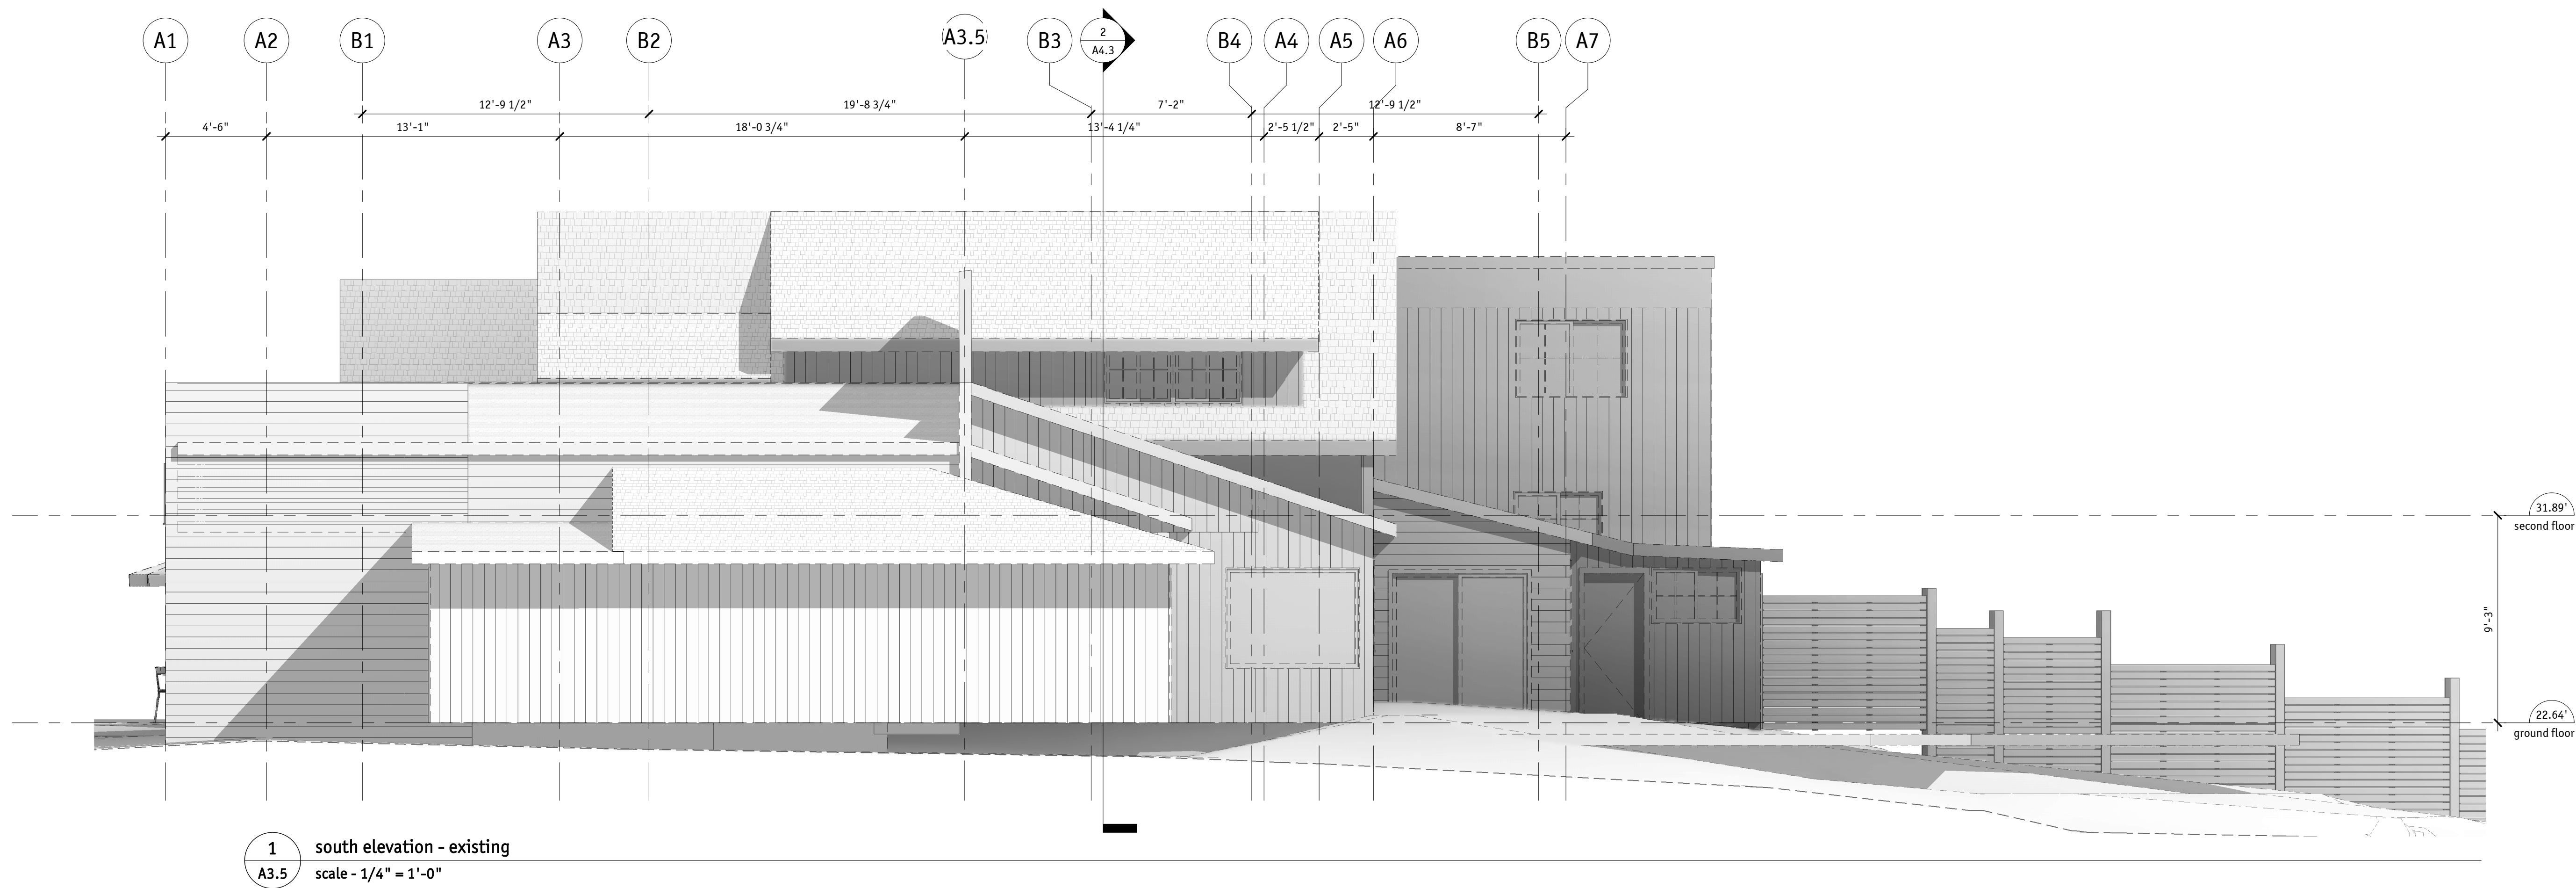 A1 A2 B1 A3 B2 A3.5 B3 2 B4 A4 A5 A6 B5 A7
A4.3
12'-9 1/2" 19'-8 3/4" 7'-2" 12'-9 1/2"
4'-6" 13'-1" 18'-0 3/4" 13'-4 1/4" 2'-5 1/2" 2'-5" 8'-7"
31.89'
second floor
9'-3"
22.64'
ground floor
1 south elevation - existing
A3.5 scale - 1/4" = 1'-0"